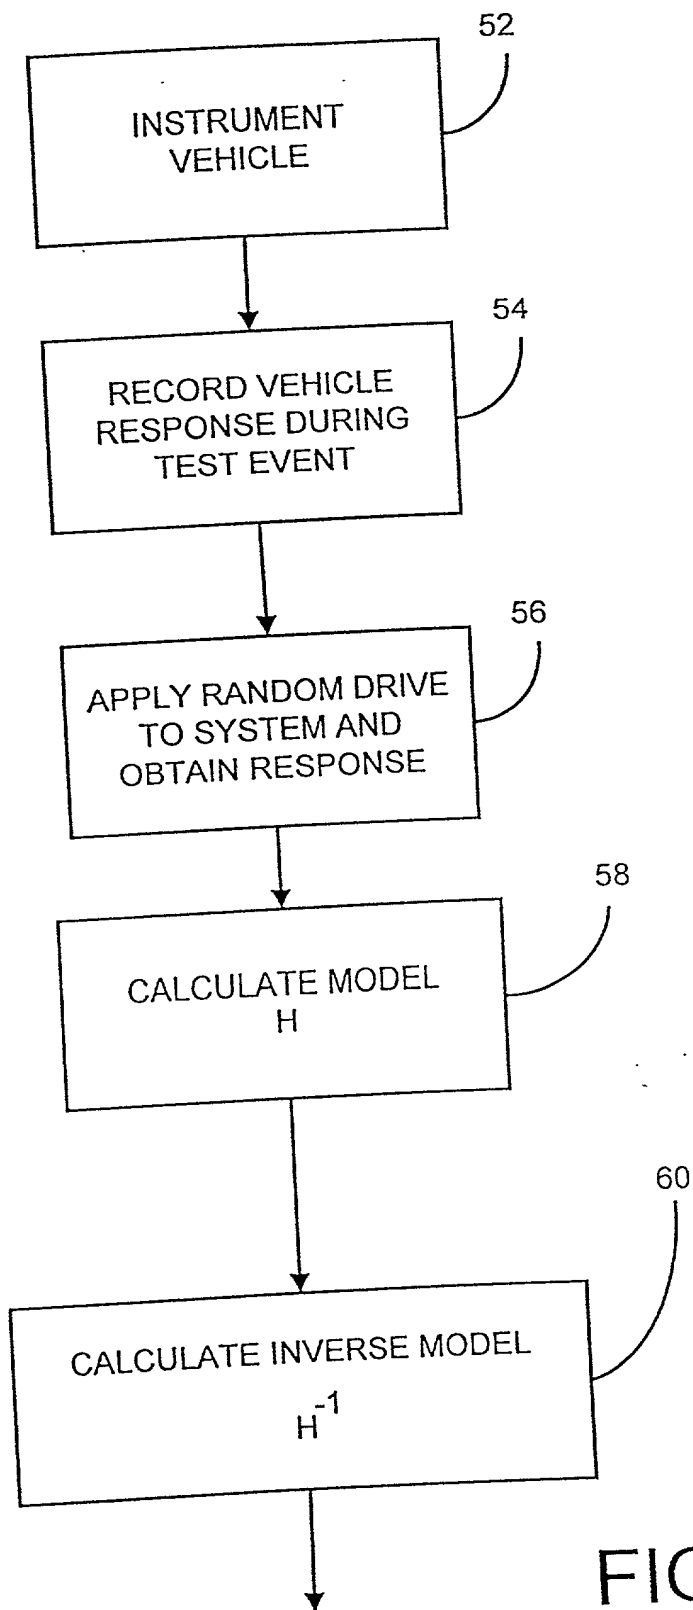 52
INSTRUMENT
VEHICLE
54
RECORD VEHICLE
RESPONSE DURING
TEST EVENT
56
APPLY RANDOM DRIVE
TO SYSTEM AND
OBTAIN RESPONSE
58
CALCULATE MODEL
H
60
CALCULATE INVERSE MODEL
H⁻¹